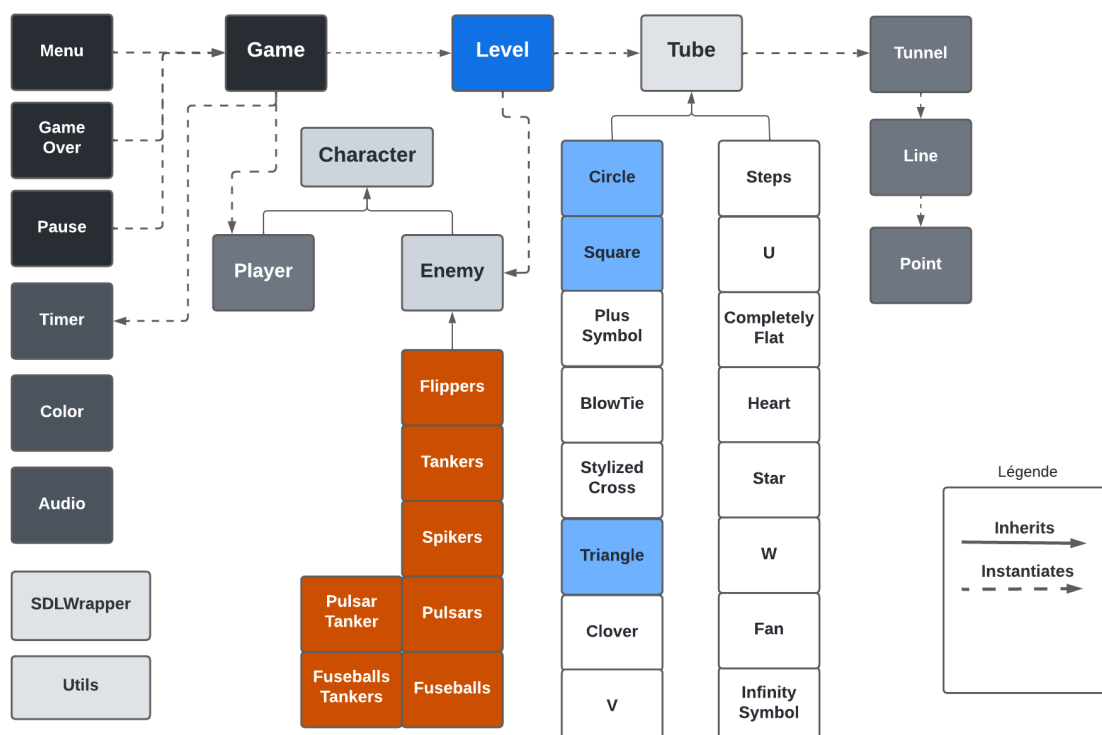 Menu
Game
Level
Tube
Tunnel
Game
Over
Character
Circle
Steps
Line
Pause
Player
Enemy
Square
U
Point
Timer
Plus
Symbol
Completely
Flat
Flippers
Color
BlowTie
Heart
Tankers
Stylized
Cross
Star
Légende
Audio
Spikers
Triangle
W
Inherits
Instantiates
SDLWrapper
Pulsar
Tanker
Pulsars
Clover
Fan
Utils
Fuseballs
Tankers
Fuseballs
V
Infinity
Symbol